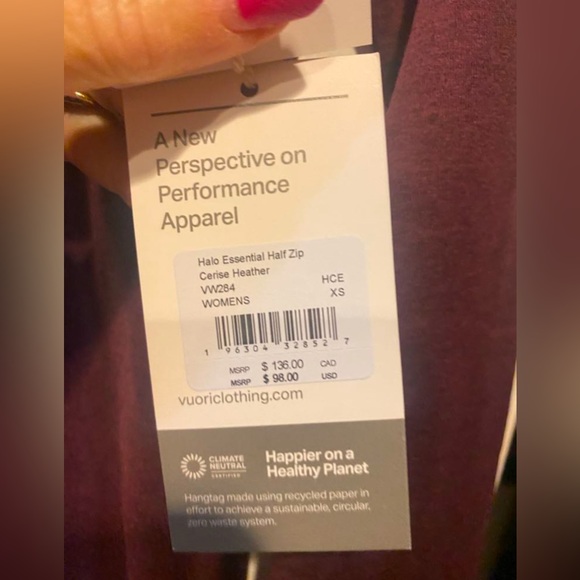 A New
Perspective on
Performance
Apparel
Halo Essential Half Zip
Cerise Heather
VW284 HCE
WOMENS XS
1 96304 32852 7
MSRP $ 136.00 CAD
MSRP $ 98.00 USD
vuoriclothing.com
CLIMATE
NEUTRAL
CERTIFIED
Happier on a
Healthy Planet
Hangtag made using recycled paper in
effort to achieve a sustainable, circular,
zero waste system.